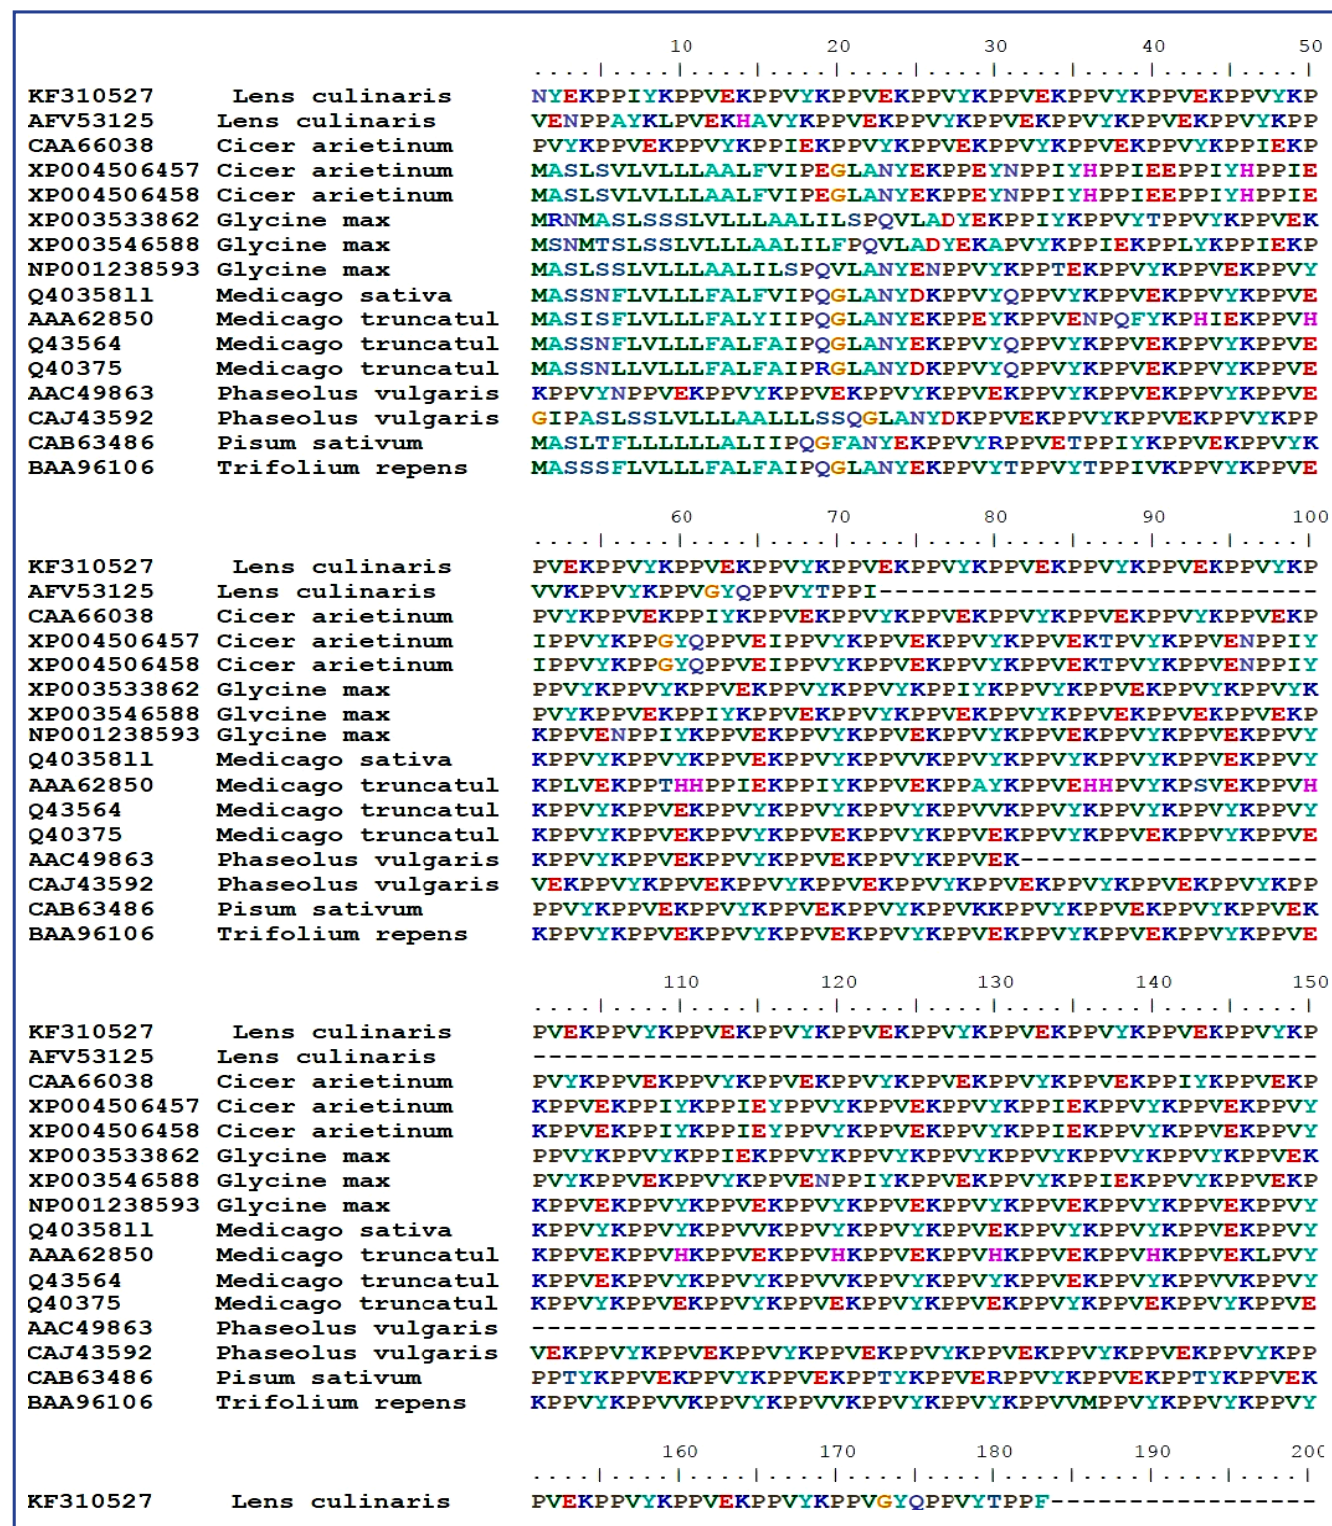 10 20 30 40 50
. . . . | . . . . | . . . . | . . . . | . . . . | . . . . | . . . . | . . . . | . . . . | . . . . |
KF310527 Lens culinaris NYEKPPIYKPPVEKPPVYKPPVEKPPVYKPPVEKPPVYKPPVEKPPVYKP
AFV53125 Lens culinaris VENPPAYKLPVEKHAVYKPPVEKPPVYKPPVEKPPVYKPPVEKPPVYKPP
CAA66038 Cicer arietinum PVYKPPVEKPPVYKPPIEKPPVYKPPVEKPPVYKPPVEKPPVYKPPIEKP
XP004506457 Cicer arietinum MASLSVLVLLLAALFVIPEGLANYEKPPEYNPPIYHPPIEEPPIYHPPIE
XP004506458 Cicer arietinum MASLSVLVLLLAALFVIPEGLANYEKPPEYNPPIYHPPIEEPPIYHPPIE
XP003533862 Glycine max MRNMASLSSSLVLLLAALILSPQVLADYEKPPIYKPPVYTPPVYKPPVEK
XP003546588 Glycine max MSNMTSLSSLVLLLAALILFPQVLADYEKAPVYKPPIEKPPLYKPPIEKP
NP001238593 Glycine max MASLSSLVLLLAALILSPQVLANYENPPVYKPPTEKPPVYKPPVEKPPVY
Q4035811 Medicago sativa MASSNFLVLLLFALFVIPQGLANYDKPPVYQPPVYKPPVEKPPVYKPPVE
AAA62850 Medicago truncatul MASISFLVLLLFALYIIPQGLANYEKPPEYKPPVENPQFYKPHIEKPPVH
Q43564 Medicago truncatul MASSNFLVLLLFALFAIPQGLANYEKPPVYQPPVYKPPVEKPPVYKPPVE
Q40375 Medicago truncatul MASSNLLVLLLFALFAIPRGLANYDKPPVYQPPVYKPPVEKPPVYKPPVE
AAC49863 Phaseolus vulgaris KPPVYNPPVEKPPVYKPPVEKPPVYKPPVEKPPVYKPPVEKPPVYKPPVE
CAJ43592 Phaseolus vulgaris GIPASLSSLVLLLAALLLSSQGLANYDKPPVEKPPVYKPPVEKPPVYKPP
CAB63486 Pisum sativum MASLTFLLLLLLALIIPQGFANYEKPPVYRPPVETPPIYKPPVEKPPVYK
BAA96106 Trifolium repens MASSSFLVLLLFALFAIPQGLANYEKPPVYTPPVYTPPIVKPPVYKPPVE
60 70 80 90 100
. . . . | . . . . | . . . . | . . . . | . . . . | . . . . | . . . . | . . . . | . . . . | . . . . |
KF310527 Lens culinaris PVEKPPVYKPPVEKPPVYKPPVEKPPVYKPPVEKPPVYKPPVEKPPVYKP
AFV53125 Lens culinaris VVKPPVYKPPVGYQPPVYTPPI----------------------------
CAA66038 Cicer arietinum PVYKPPVEKPPIYKPPVEKPPVYKPPVEKPPVYKPPVEKPPVYKPPVEKP
XP004506457 Cicer arietinum IPPVYKPPGYQPPVEIPPVYKPPVEKPPVYKPPVEKTPVYKPPVENPPIY
XP004506458 Cicer arietinum IPPVYKPPGYQPPVEIPPVYKPPVEKPPVYKPPVEKTPVYKPPVENPPIY
XP003533862 Glycine max PPVYKPPVYKPPVEKPPVYKPPVYKPPIYKPPVYKPPVEKPPVYKPPVYK
XP003546588 Glycine max PVYKPPVEKPPIYKPPVEKPPVYKPPVEKPPVYKPPVEKPPVEKPPVEKP
NP001238593 Glycine max KPPVENPPIYKPPVEKPPVYKPPVEKPPVYKPPVEKPPVYKPPVEKPPVY
Q4035811 Medicago sativa KPPVYKPPVYKPPVEKPPVYKPPVVKPPVYKPPVYKPPVYKPPVEKPPVY
AAA62850 Medicago truncatul KPLVEKPPTHHPPIEKPPIYKPPVEKPPAYKPPVEHHPVYKPSVEKPPVH
Q43564 Medicago truncatul KPPVYKPPVEKPPVYKPPVYKPPVYKPPVVKPPVYKPPVYKPPVYKPPVY
Q40375 Medicago truncatul KPPVYKPPVEKPPVYKPPVEKPPVYKPPVEKPPVYKPPVEKPPVYKPPVE
AAC49863 Phaseolus vulgaris KPPVYKPPVEKPPVYKPPVEKPPVYKPPVEK-------------------
CAJ43592 Phaseolus vulgaris VEKPPVYKPPVEKPPVYKPPVEKPPVYKPPVEKPPVYKPPVEKPPVYKPP
CAB63486 Pisum sativum PPVYKPPVEKPPVYKPPVEKPPVYKPPVKKPPVYKPPVEKPPVYKPPVEK
BAA96106 Trifolium repens KPPVYKPPVEKPPVYKPPVEKPPVYKPPVEKPPVYKPPVEKPPVYKPPVE
110 120 130 140 150
. . . . | . . . . | . . . . | . . . . | . . . . | . . . . | . . . . | . . . . | . . . . | . . . . |
KF310527 Lens culinaris PVEKPPVYKPPVEKPPVYKPPVEKPPVYKPPVEKPPVYKPPVEKPPVYKP
AFV53125 Lens culinaris --------------------------------------------------
CAA66038 Cicer arietinum PVYKPPVEKPPVYKPPVEKPPVYKPPVEKPPVYKPPVEKPPIYKPPVEKP
XP004506457 Cicer arietinum KPPVEKPPIYKPPIEYPPVYKPPVEKPPVYKPPIEKPPVYKPPVEKPPVY
XP004506458 Cicer arietinum KPPVEKPPIYKPPIEYPPVYKPPVEKPPVYKPPIEKPPVYKPPVEKPPVY
XP003533862 Glycine max PPVYKPPVYKPPIEKPPVYKPPVYKPPVYKPPVYKPPVYKPPVYKPPVEK
XP003546588 Glycine max PVYKPPVEKPPVYKPPVENPPIYKPPVEKPPVYKPPIEKPPVYKPPVEKP
NP001238593 Glycine max KPPVEKPPVYKPPVEKPPVYKPPVEKPPVYKPPVEKPPVYKPPVEKPPVY
Q4035811 Medicago sativa KPPVYKPPVYKPPVVKPPVYKPPVYKPPVEKPPVYKPPVYKPPVEKPPVY
AAA62850 Medicago truncatul KPPVEKPPVHKPPVEKPPVHKPPVEKPPVHKPPVEKPPVHKPPVEKLPVY
Q43564 Medicago truncatul KPPVEKPPVYKPPVYKPPVVKPPVYKPPVYKPPVEKPPVYKPPVVKPPVY
Q40375 Medicago truncatul KPPVYKPPVEKPPVYKPPVEKPPVYKPPVEKPPVYKPPVEKPPVYKPPVE
AAC49863 Phaseolus vulgaris --------------------------------------------------
CAJ43592 Phaseolus vulgaris VEKPPVYKPPVEKPPVYKPPVEKPPVYKPPVEKPPVYKPPVEKPPVYKPP
CAB63486 Pisum sativum PPTYKPPVEKPPVYKPPVEKPPTYKPPVERPPVYKPPVEKPPTYKPPVEK
BAA96106 Trifolium repens KPPVYKPPVVKPPVYKPPVVKPPVYKPPVYKPPVVMPPVYKPPVYKPPVY
160 170 180 190 200
. . . . | . . . . | . . . . | . . . . | . . . . | . . . . | . . . . | . . . . | . . . . | . . . . |
KF310527 Lens culinaris PVEKPPVYKPPVEKPPVYKPPVGYQPPVYTPPF-----------------